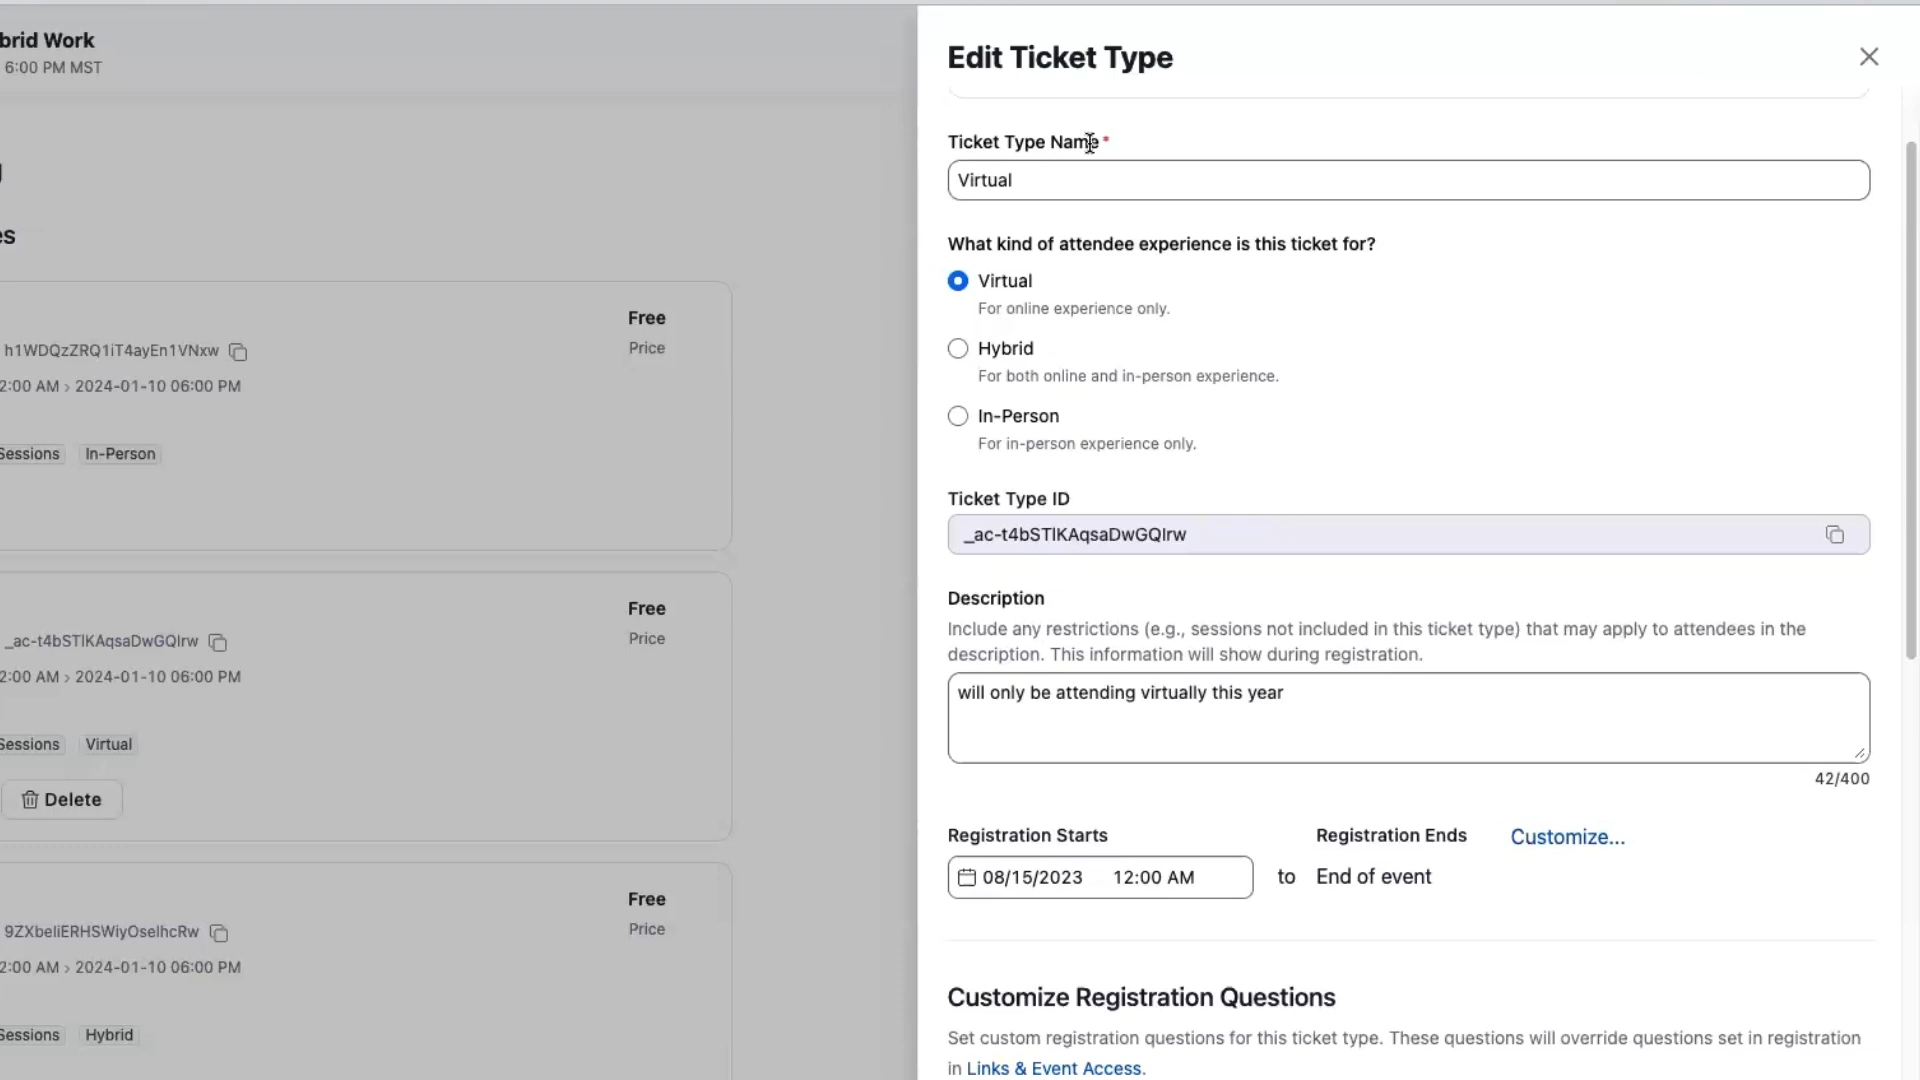 brid Work
6:00 PM MST
es
Free
h1WDQzZRQ1iT4ayEn1VNxw
Price
2:00 AM > 2024-01-10 06:00 PM
Sessions In-Person
Free
_ac-t4bSTlKAqsaDwGQIrw
Price
2:00 AM > 2024-01-10 06:00 PM
Sessions Virtual
Delete
Free
9ZXbeliERHSWiyOselhcRw
Price
2:00 AM > 2024-01-10 06:00 PM
Sessions Hybrid
Edit Ticket Type
Ticket Type Name*
Virtual
What kind of attendee experience is this ticket for?
Virtual
For online experience only.
Hybrid
For both online and in-person experience.
In-Person
For in-person experience only.
Ticket Type ID
_ac-t4bSTlKAqsaDwGQIrw
Description
Include any restrictions (e.g., sessions not included in this ticket type) that may apply to attendees in the
description. This information will show during registration.
will only be attending virtually this year
42/400
Registration Starts Registration Ends Customize...
08/15/2023 12:00 AM to End of event
Customize Registration Questions
Set custom registration questions for this ticket type. These questions will override questions set in registration
in Links & Event Access.